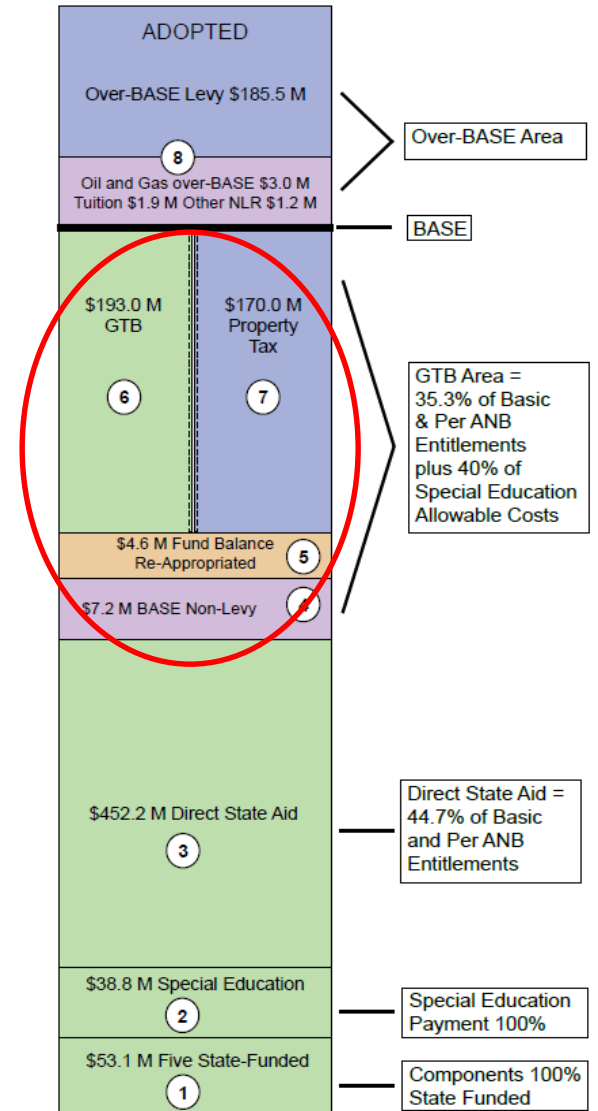 ADOPTED
Over-BASE Levy $185.5 M
Over-BASE Area
8
Oil and Gas over-BASE $3.0 M
Tuition $1.9 M Other NLR $1.2 M
BASE
$193.0 M
GTB
6
$170.0 M
Property
Tax
7
GTB Area =
35.3% of Basic
& Per ANB
Entitlements
plus 40% of
Special Education
Allowable Costs
$4.6 M Fund Balance
Re-Appropriated
5
$7.2 M BASE Non-Levy
4
$452.2 M Direct State Aid
3
Direct State Aid =
44.7% of Basic
and Per ANB
Entitlements
$38.8 M Special Education
2
Special Education
Payment 100%
$53.1 M Five State-Funded
1
Components 100%
State Funded